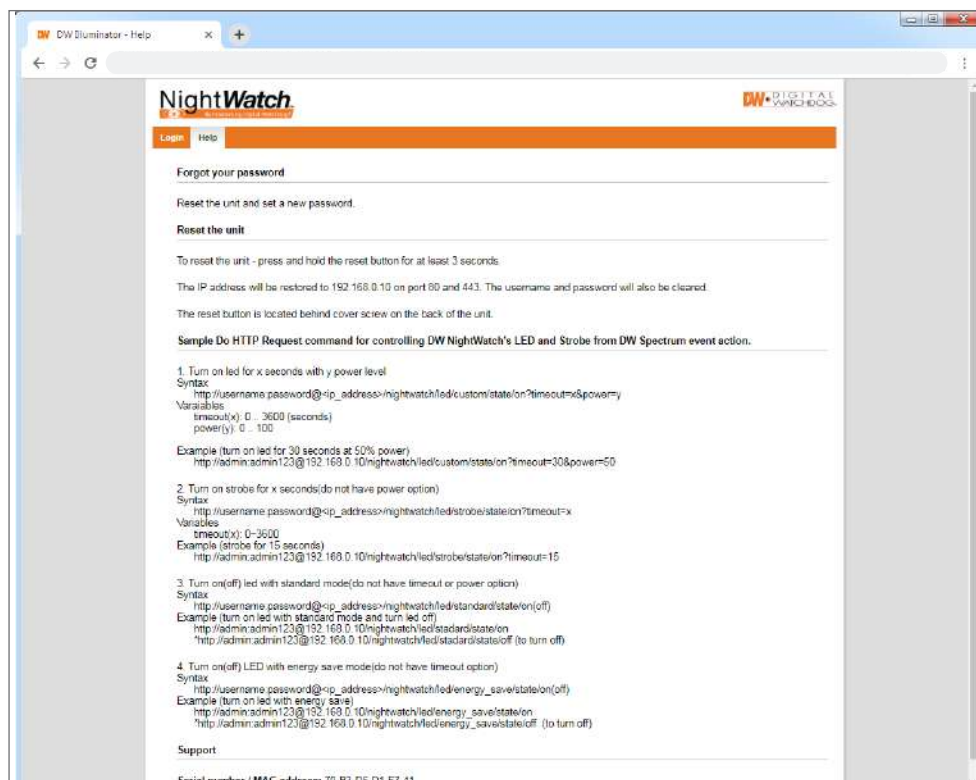 DW DW Illuminator - Help
NightWatch
DW DIGITAL WATCHDOG
Login Help
Forgot your password
Reset the unit and set a new password.
Reset the unit
To reset the unit - press and hold the reset button for at least 3 seconds.
The IP address will be restored to 192.168.0.10 on port 80 and 443. The username and password will also be cleared.
The reset button is located behind cover screw on the back of the unit.
Sample Do HTTP Request command for controlling DW NightWatch's LED and Strobe from DW Spectrum event action.
1. Turn on led for x seconds with y power level
Syntax
http://username:password@<ip_address>/nightwatch/led/custom/state/on?timeout=x&power=y
Varaiables
timeout(x): 0 .. 3600 (seconds)
power(y): 0 .. 100
Example (turn on led for 30 seconds at 50% power)
http://admin:admin123@192.168.0.10/nightwatch/led/custom/state/on?timeout=30&power=50
2. Turn on strobe for x seconds(do not have power option)
Syntax
http://username:password@<ip_address>/nightwatch/led/strobe/state/on?timeout=x
Variables
timeout(x): 0~3600
Example (strobe for 15 seconds)
http://admin:admin123@192.168.0.10/nightwatch/led/strobe/state/on?timeout=15
3. Turn on(off) led with standard mode(do not have timeout or power option)
Syntax
http://username:password@<ip_address>/nightwatch/led/standard/state/on(off)
Example (turn on led with standard mode and turn led off)
http://admin:admin123@192.168.0.10/nightwatch/led/stadard/state/on
*http://admin:admin123@192.168.0.10/nightwatch/led/stadard/state/off (to turn off)
4. Turn on(off) LED with energy save mode(do not have timeout option)
Syntax
http://username:password@<ip_address>/nightwatch/led/energy_save/state/on(off)
Example (turn on led with energy save)
http://admin:admin123@192.168.0.10/nightwatch/led/energy_save/state/on
*http://admin:admin123@192.168.0.10/nightwatch/led/energy_save/state/off (to turn off)
Support
Serial number / MAC address: